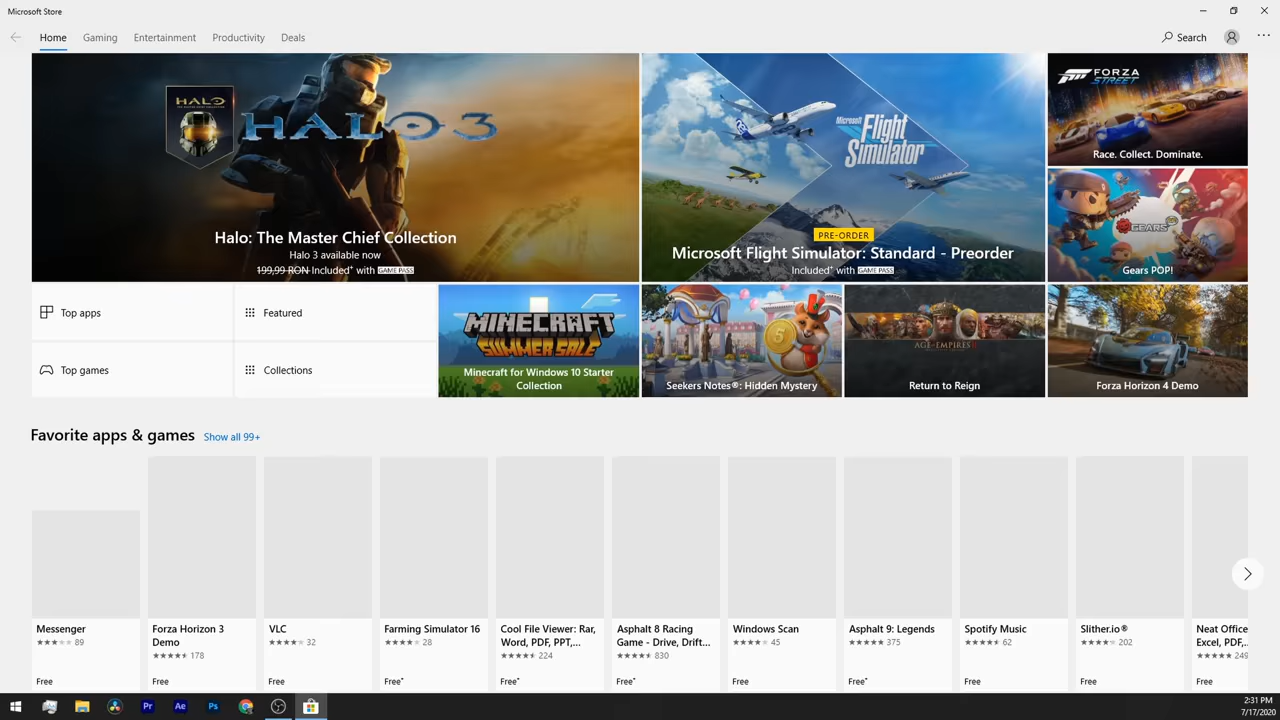 Microsoft Store
Home
Gaming
Entertainment
Productivity
Deals
Search
HALO
HALO 3
Halo: The Master Chief Collection
Halo 3 available now
199,99 RON Included+ with GAME PASS
Microsoft
Flight
Simulator
PRE-ORDER
Microsoft Flight Simulator: Standard - Preorder
Included+ with GAME PASS
FORZA
STREET
Race. Collect. Dominate.
GEARS
Gears POP!
Top apps
Featured
Top games
Collections
MINECRAFT
SUMMER SALE
Minecraft for Windows 10 Starter
Collection
5
Seekers Notes®: Hidden Mystery
AGE OF EMPIRES II
Return to Reign
Forza Horizon 4 Demo
Favorite apps & games
Show all 99+
Messenger
89
Free
Forza Horizon 3
Demo
178
Free
VLC
32
Free
Farming Simulator 16
28
Free+
Cool File Viewer: Rar,
Word, PDF, PPT,...
224
Free+
Asphalt 8 Racing
Game - Drive, Drift...
830
Free+
Windows Scan
45
Free
Asphalt 9: Legends
375
Free+
Spotify Music
62
Free
Slither.io®
202
Free
Neat Office
Excel, PDF,
249
Free
Pr
Ae
Ps
2:31 PM
7/17/2020